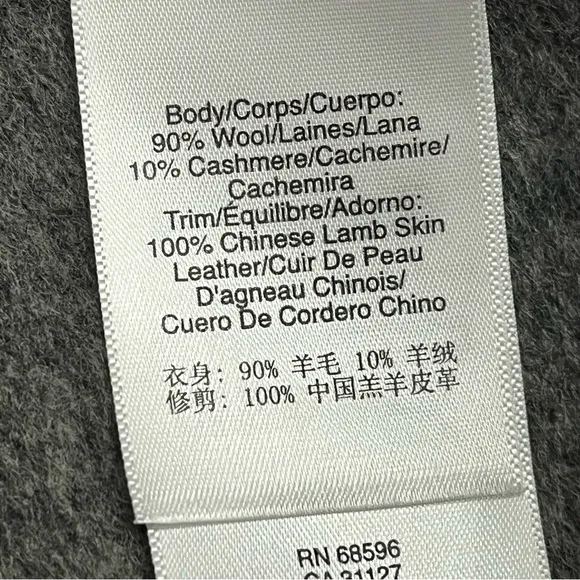 Body/Corps/Cuerpo:
90% Wool/Laines/Lana
10% Cashmere/Cachemire/
Cachemira
Trim/Équilibre/Adorno:
100% Chinese Lamb Skin
Leather/Cuir De Peau
D'agneau Chinois/
Cuero De Cordero Chino
衣身: 90% 羊毛 10% 羊绒
修剪: 100% 中国羔羊皮革
RN 68596
CA 31127